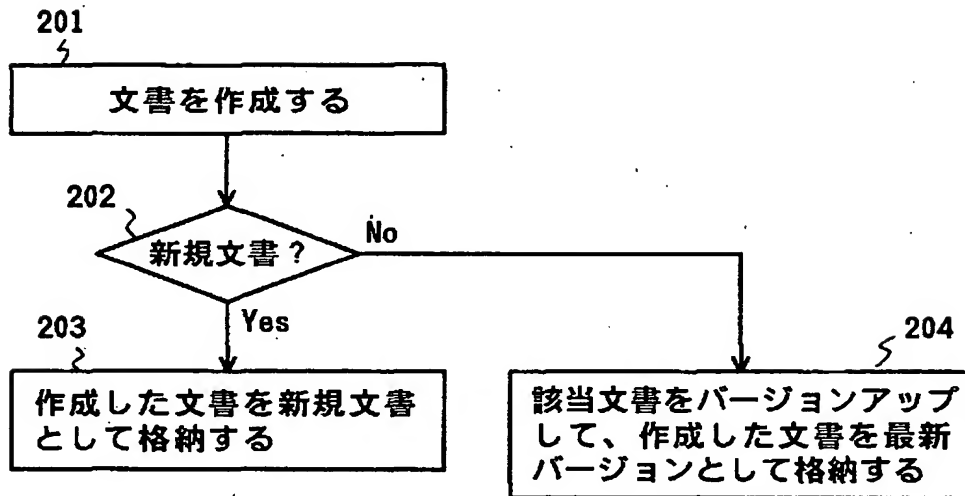 201
文書を作成する
202
新規文書?
No
Yes
203
作成した文書を新規文書
として格納する
204
該当文書をバージョンアップ
して、作成した文書を最新
バージョンとして格納する